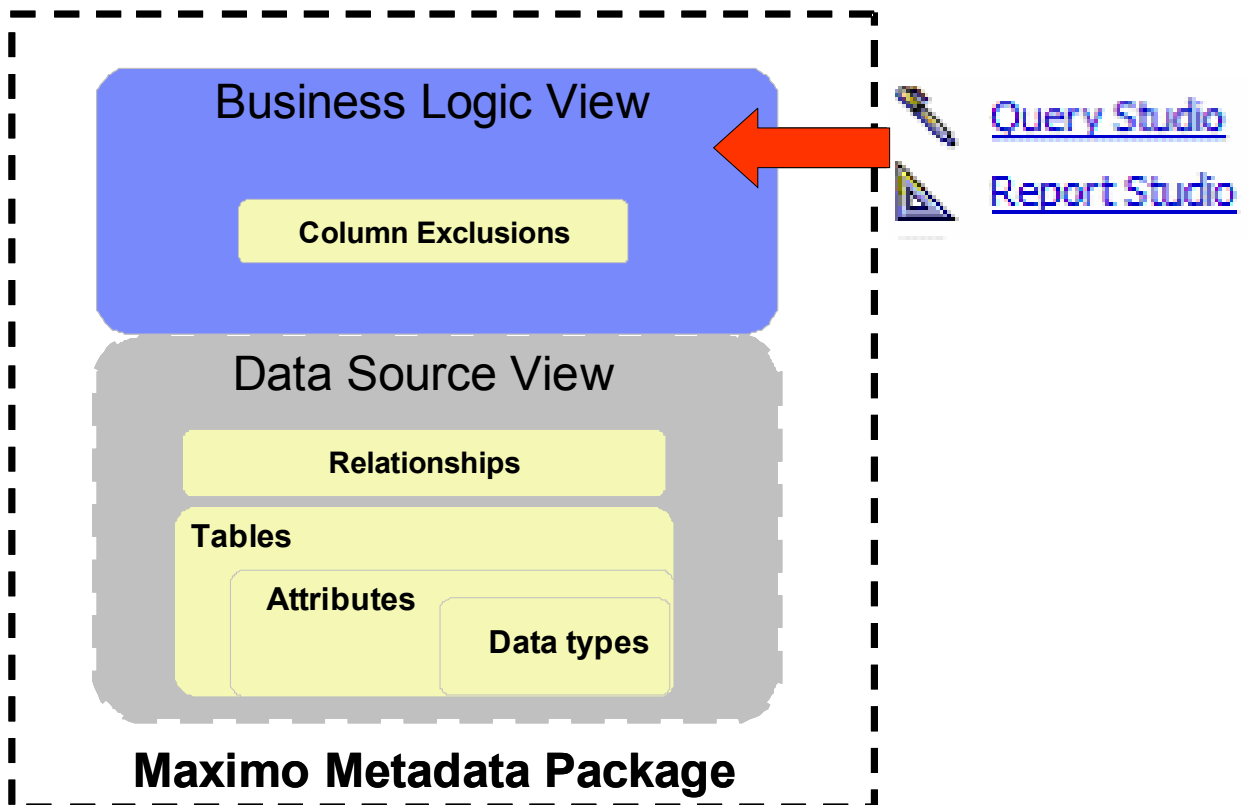 Business Logic View
Column Exclusions
Query Studio
Report Studio
Data Source View
Relationships
Tables
Attributes
Data types
Maximo Metadata Package